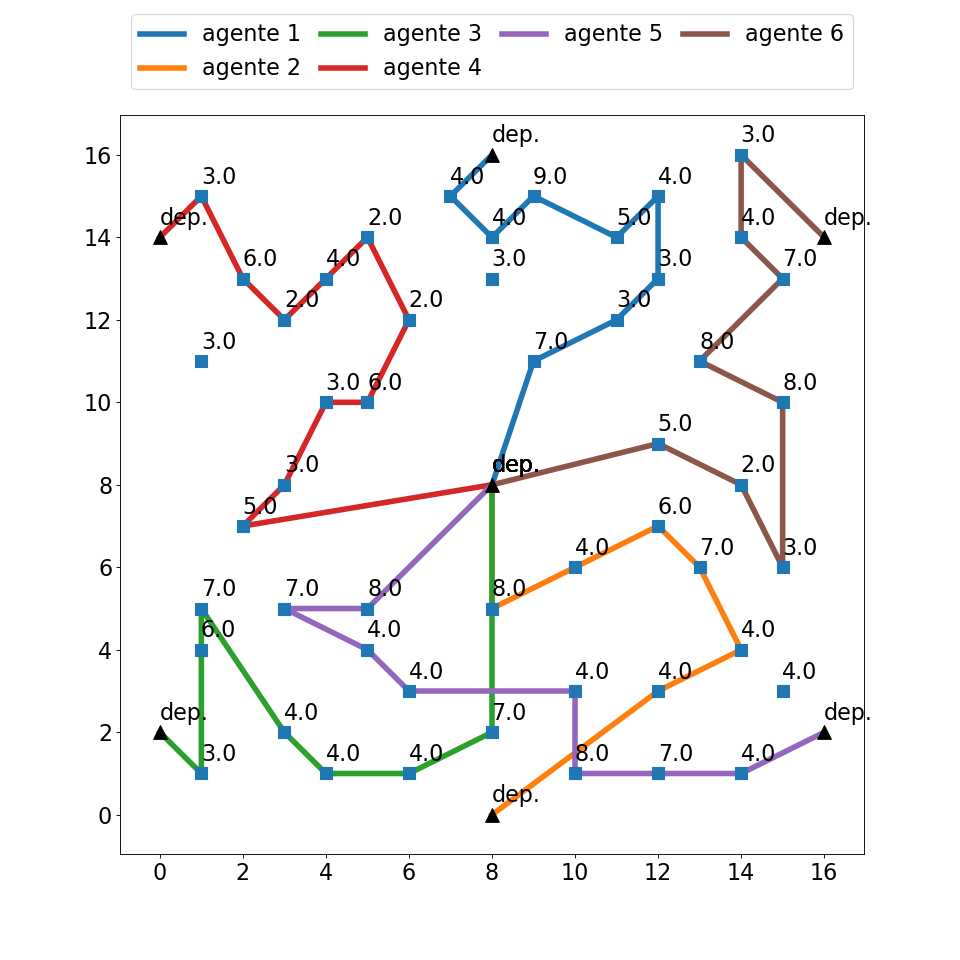 agente 1 agente 3 agente 5 agente 6
agente 2 agente 4
dep. 3.0
3.0 4.0 9.0 4.0
dep. 2.0 4.0 5.0 4.0 dep.
6.0 4.0 3.0 3.0 7.0
2.0 2.0 3.0
3.0 7.0 8.0
3.0 6.0 8.0
5.0
3.0 dep. 2.0
5.0 6.0
4.0 7.0 3.0
7.0 7.0 8.0 8.0
6.0 4.0 4.0
4.0 4.0 4.0 4.0
dep. 4.0 7.0 dep.
3.0 4.0 4.0 8.0 7.0 4.0
dep.
16
14
12
10
8
6
4
2
0
0 2 4 6 8 10 12 14 16